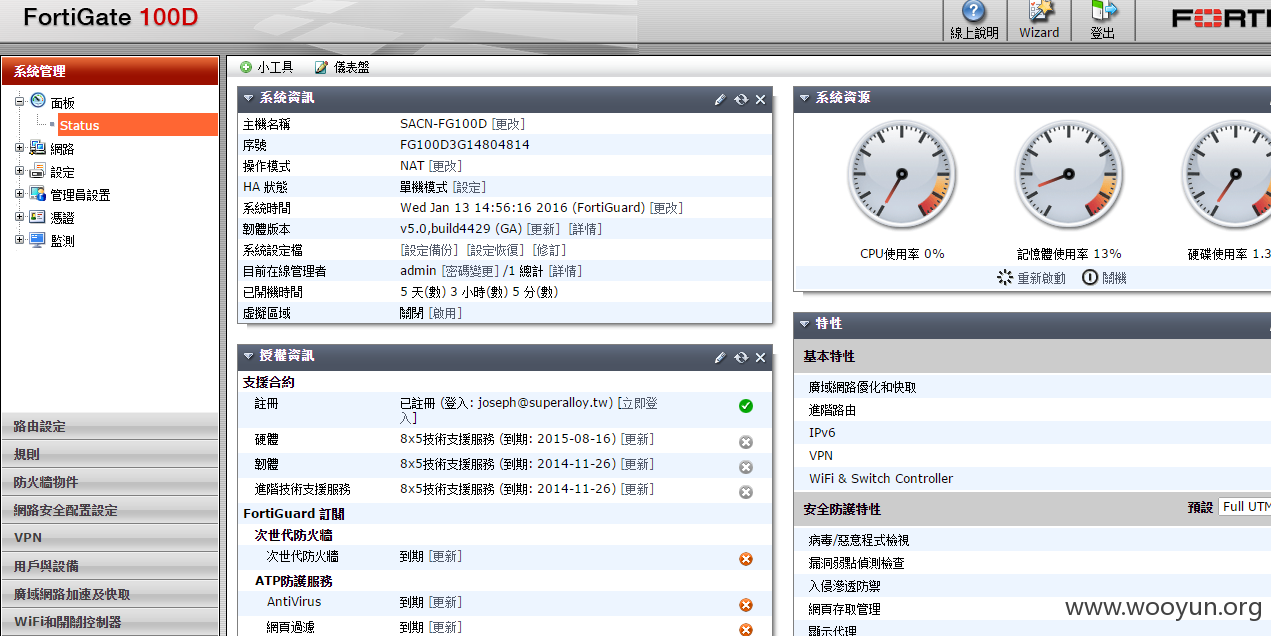 FortiGate 100D
線上說明
Wizard
登出
系統管理
面板
Status
網路
設定
管理員設置
憑證
監測
路由設定
規則
防火牆物件
網路安全配置設定
VPN
用戶與設備
廣域網路加速及快取
WiFi和開關控制器
小工具 儀表盤
系統資訊
主機名稱 SACN-FG100D [更改]
序號 FG100D3G14804814
操作模式 NAT [更改]
HA 狀態 單機模式 [設定]
系統時間 Wed Jan 13 14:56:16 2016 (FortiGuard) [更改]
韌體版本 v5.0,build4429 (GA) [更新] [詳情]
系統設定檔 [設定備份] [設定恢復] [修訂]
目前在線管理者 admin [密碼變更] /1 總計 [詳情]
已開機時間 5 天(數) 3 小時(數) 5 分(數)
虛擬區域 關閉 [啟用]
授權資訊
支援合約
註冊 已註冊 (登入: joseph@superalloy.tw) [立即登
入]
硬體 8x5技術支援服務 (到期: 2015-08-16) [更新]
韌體 8x5技術支援服務 (到期: 2014-11-26) [更新]
進階技術支援服務 8x5技術支援服務 (到期: 2014-11-26) [更新]
FortiGuard 訂閱
次世代防火牆
次世代防火牆 到期 [更新]
ATP防護服務
AntiVirus 到期 [更新]
網頁過濾 到期 [更新]
系統資源
CPU使用率 0%
記憶體使用率 13%
硬碟使用率 1.3
重新啟動 關機
特性
基本特性
廣域網路優化和快取
進階路由
IPv6
VPN
WiFi & Switch Controller
安全防護特性 預設 Full UTM
病毒/惡意程式檢視
漏洞弱點偵測檢查
入侵滲透防禦
網頁存取管理
顯示代理
www.wooyun.org